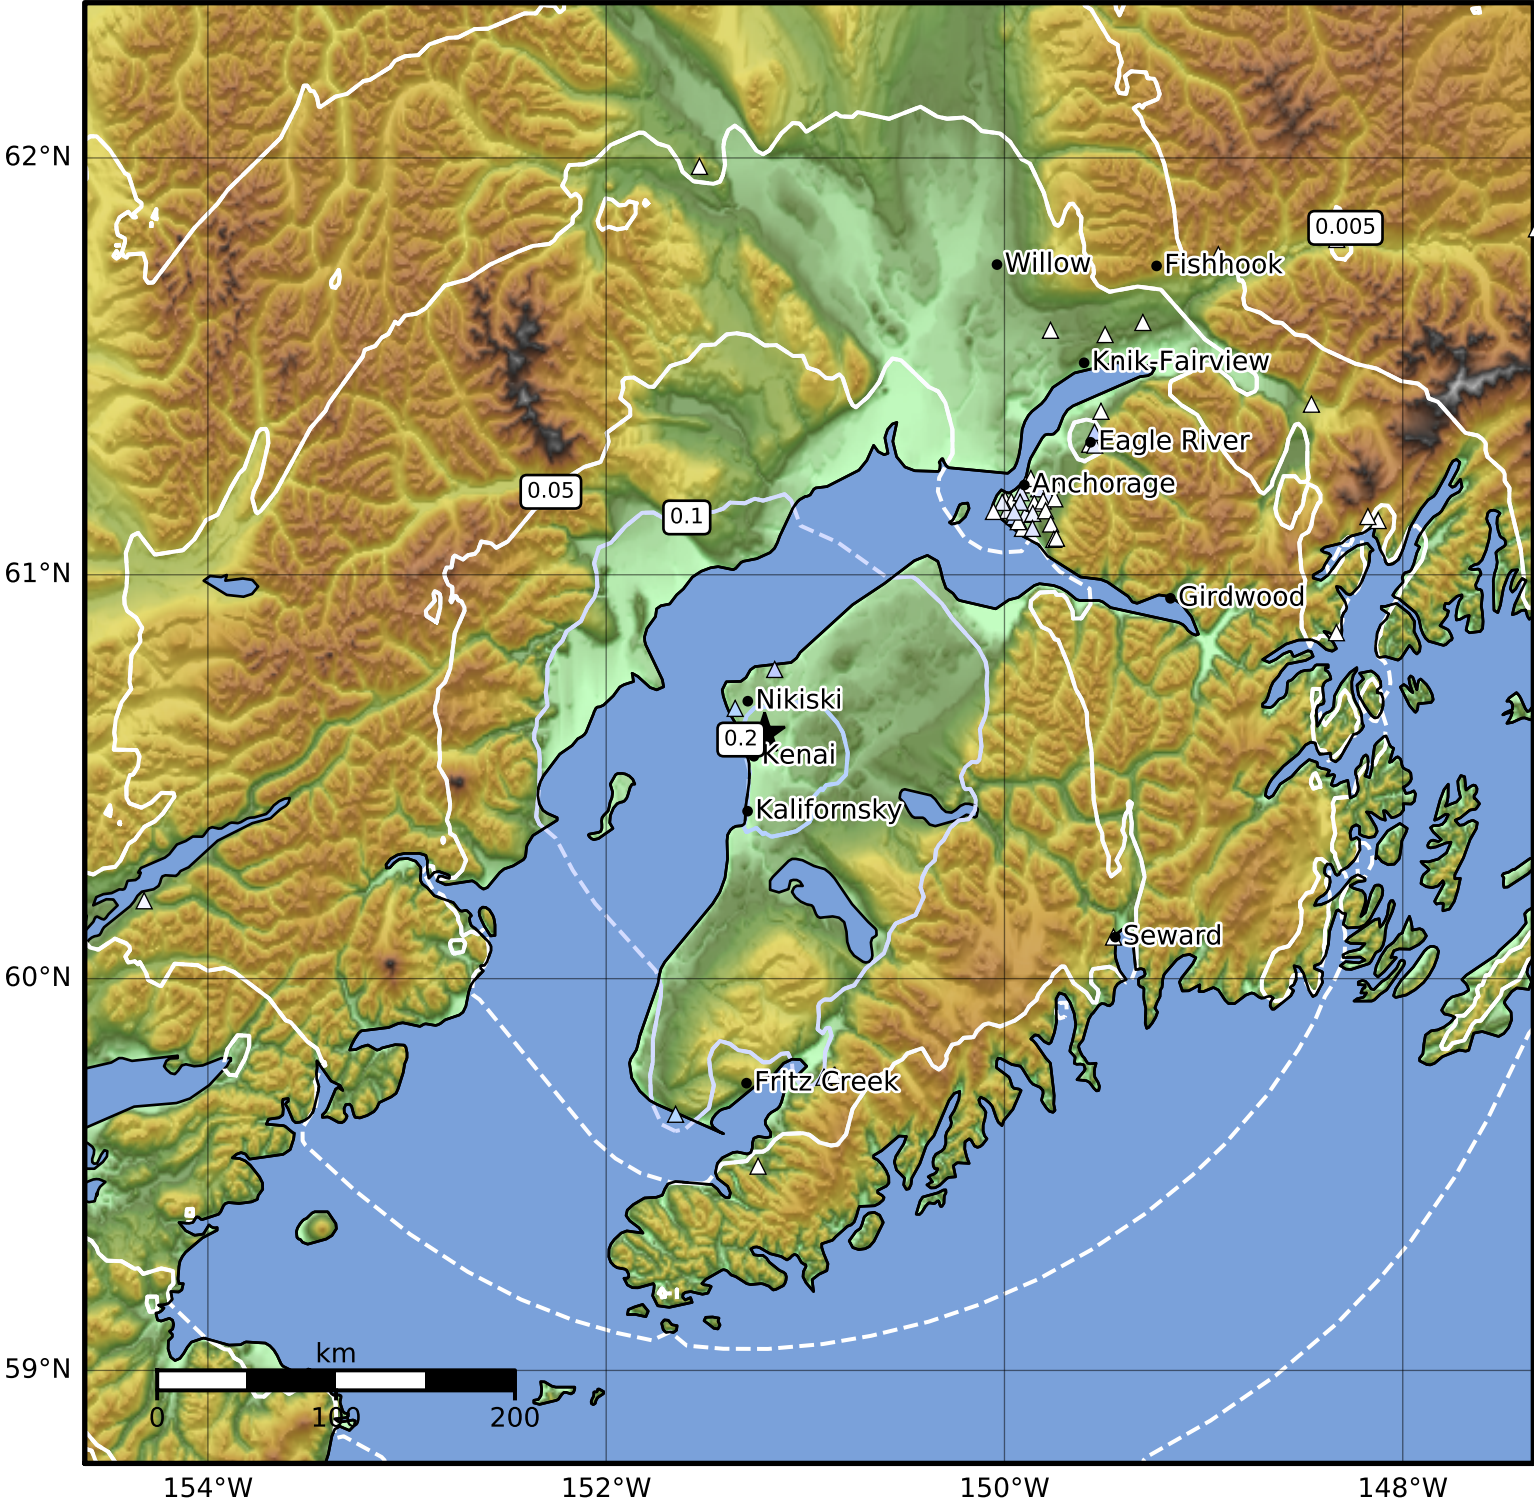 62°N
0.005
Willow
Fishhook
Knik-Fairview
Eagle River
0.05
Anchorage
0.1
61°N
Girdwood
Nikiski
0.2
Kenai
Kalifornsky
Seward
60°N
Fritz Creek
km
59°N
0
100
200
154°W
152°W
150°W
148°W